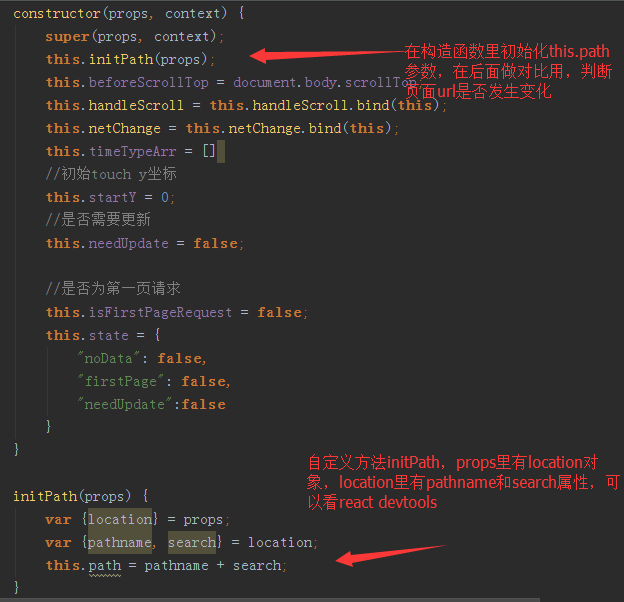 constructor(props, context) {
super(props, context);
this.initPath(props);
在构造函数里初始化this.path
参数，在后面做对比用，判断
页面url是否发生变化
this.beforeScrollTop = document.body.scrollTop
this.handleScroll = this.handleScroll.bind(this);
this.netChange = this.netChange.bind(this);
this.timeTypeArr = []
//初始touch y坐标
this.startY = 0;
//是否需要更新
this.needUpdate = false;
//是否为第一页请求
this.isFirstPageRequest = false;
this.state = {
"noData": false,
"firstPage": false,
"needUpdate":false
}
}
自定义方法initPath，props里有location对
象，location里有pathname和search属性，可
以看react devtools
initPath(props) {
var {location} = props;
var {pathname, search} = location;
this.path = pathname + search;
}